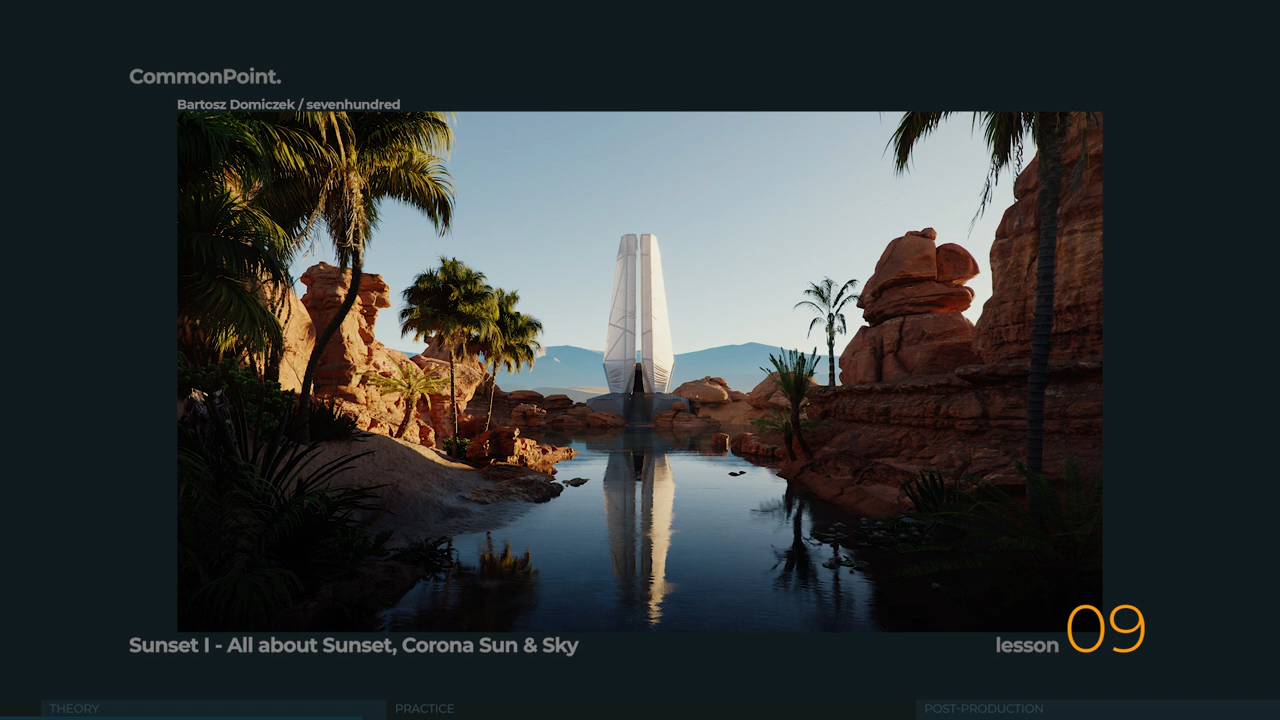 CommonPoint.
Bartosz Domiczek / sevenhundred
Sunset I - All about Sunset, Corona Sun & Sky
lesson 09
THEORY
PRACTICE
POST-PRODUCTION